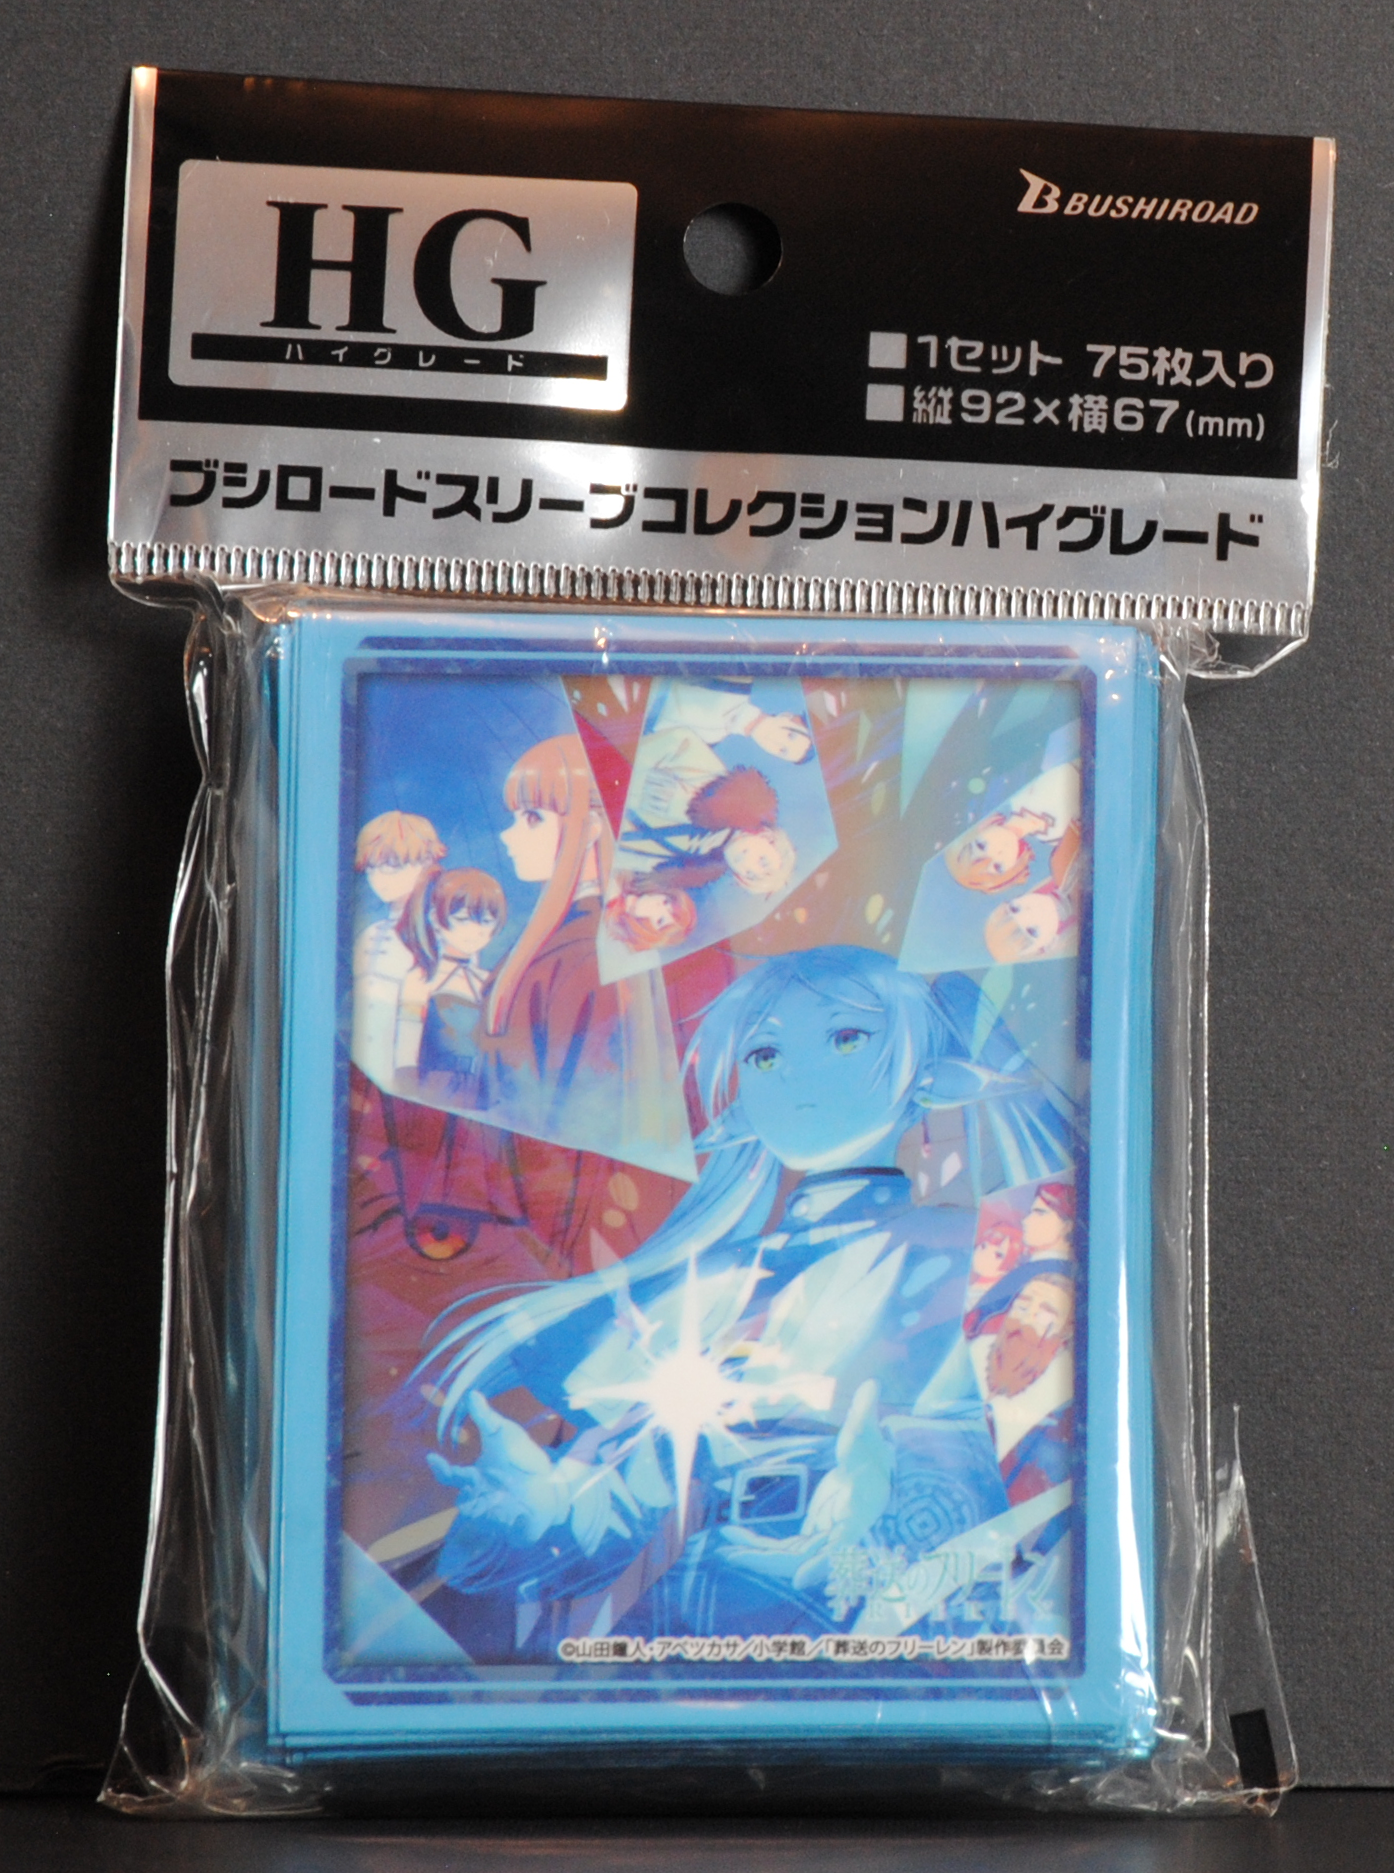 HG
ハイグレード
BUSHIROAD
■1セット 75枚入り
■縦92×横67(mm)
ブシロードスリーブコレクションハイグレード
葬送のフリーレン
©山田鐘人・アベツカサ/小学館/「葬送のフリーレン」製作委員会